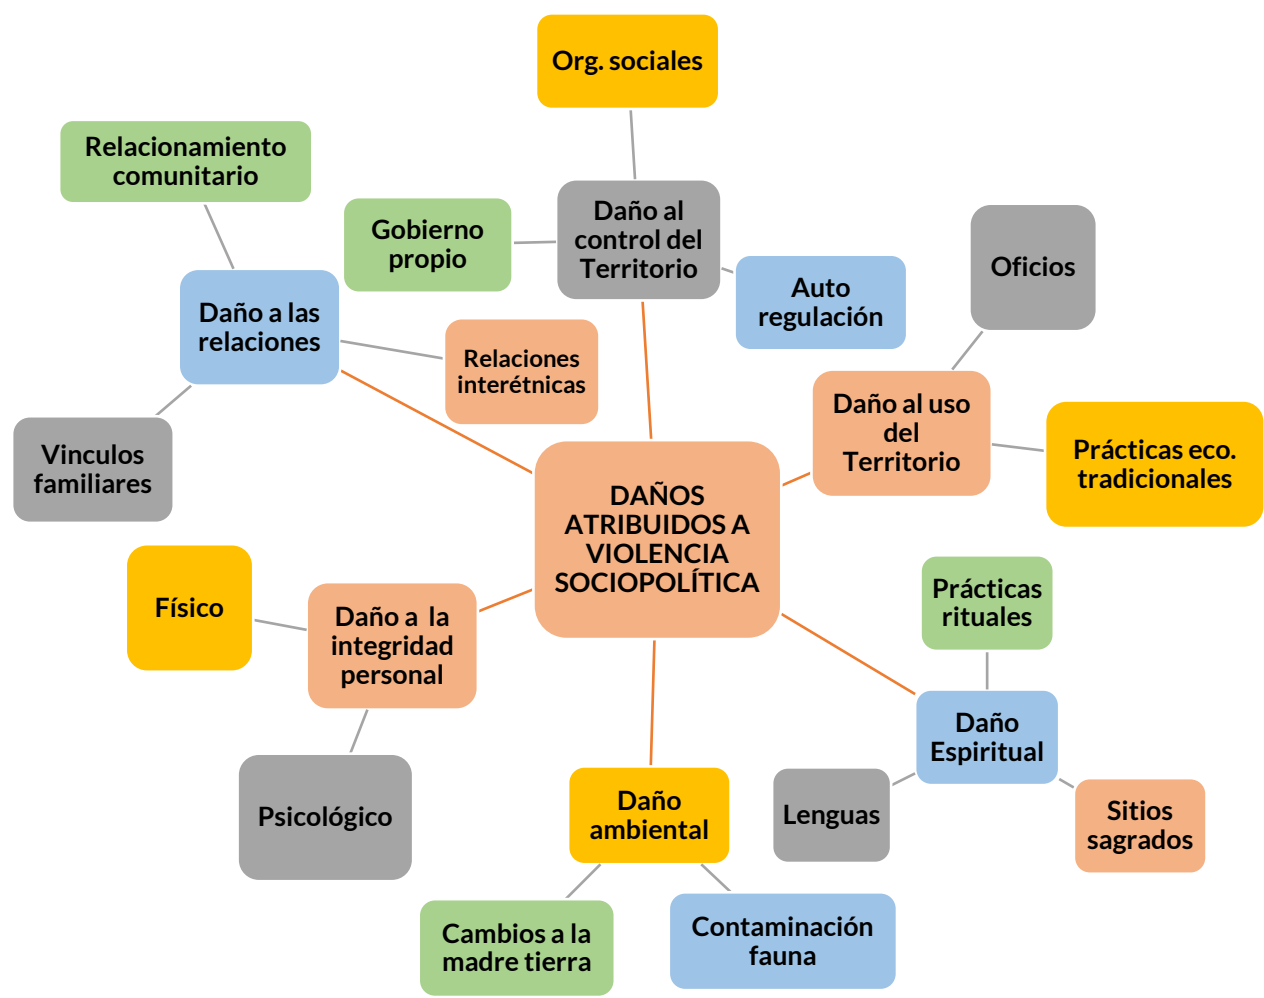 Org. sociales
Relacionamiento
comunitario
Gobierno
propio
Daño al
control del
Territorio
Auto
regulación
Oficios
Daño a las
relaciones
Relaciones
interétnicas
Daño al uso
del
Territorio
Prácticas eco.
tradicionales
Vinculos
familiares
DAÑOS
ATRIBUIDOS A
VIOLENCIA
SOCIOPOLÍTICA
Físico
Daño a  la
integridad
personal
Prácticas
rituales
Daño
Espiritual
Psicológico
Daño
ambiental
Lenguas
Sitios
sagrados
Cambios a la
madre tierra
Contaminación
fauna